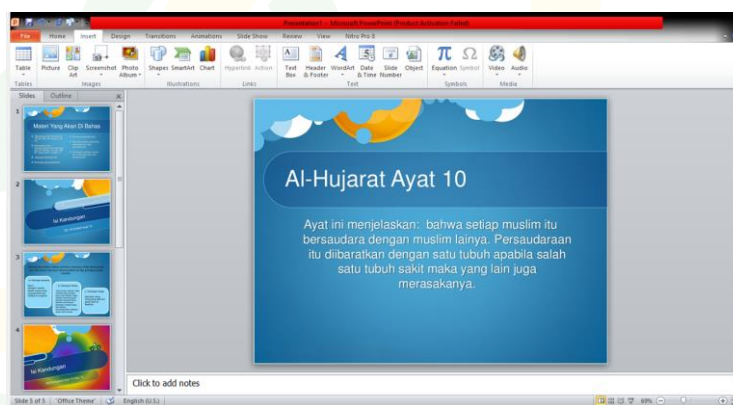 Presentation1 - Microsoft PowerPoint (Product Activation Failed)
File Home Insert Design Transitions Animations Slide Show Review View Nitro Pro 8
Table Picture Clip Art Screenshot Photo Album Shapes SmartArt Chart Hyperlink Action Text Box Header & Footer WordArt Date & Time Slide Number Object Equation Symbol Video Audio
Tables Images Illustrations Links Text Symbols Media
Slides Outline
1
Materi Yang Akan Di Bahas
2
Isi Kandungan
3
4
Isi Kandungan
Al-Hujarat Ayat 10
Ayat ini menjelaskan: bahwa setiap muslim itu
bersaudara dengan muslim lainya. Persaudaraan
itu diibaratkan dengan satu tubuh apabila salah
satu tubuh sakit maka yang lain juga
merasakanya.
Click to add notes
Slide 5 of 5 "Office Theme" English (U.S.) 69%